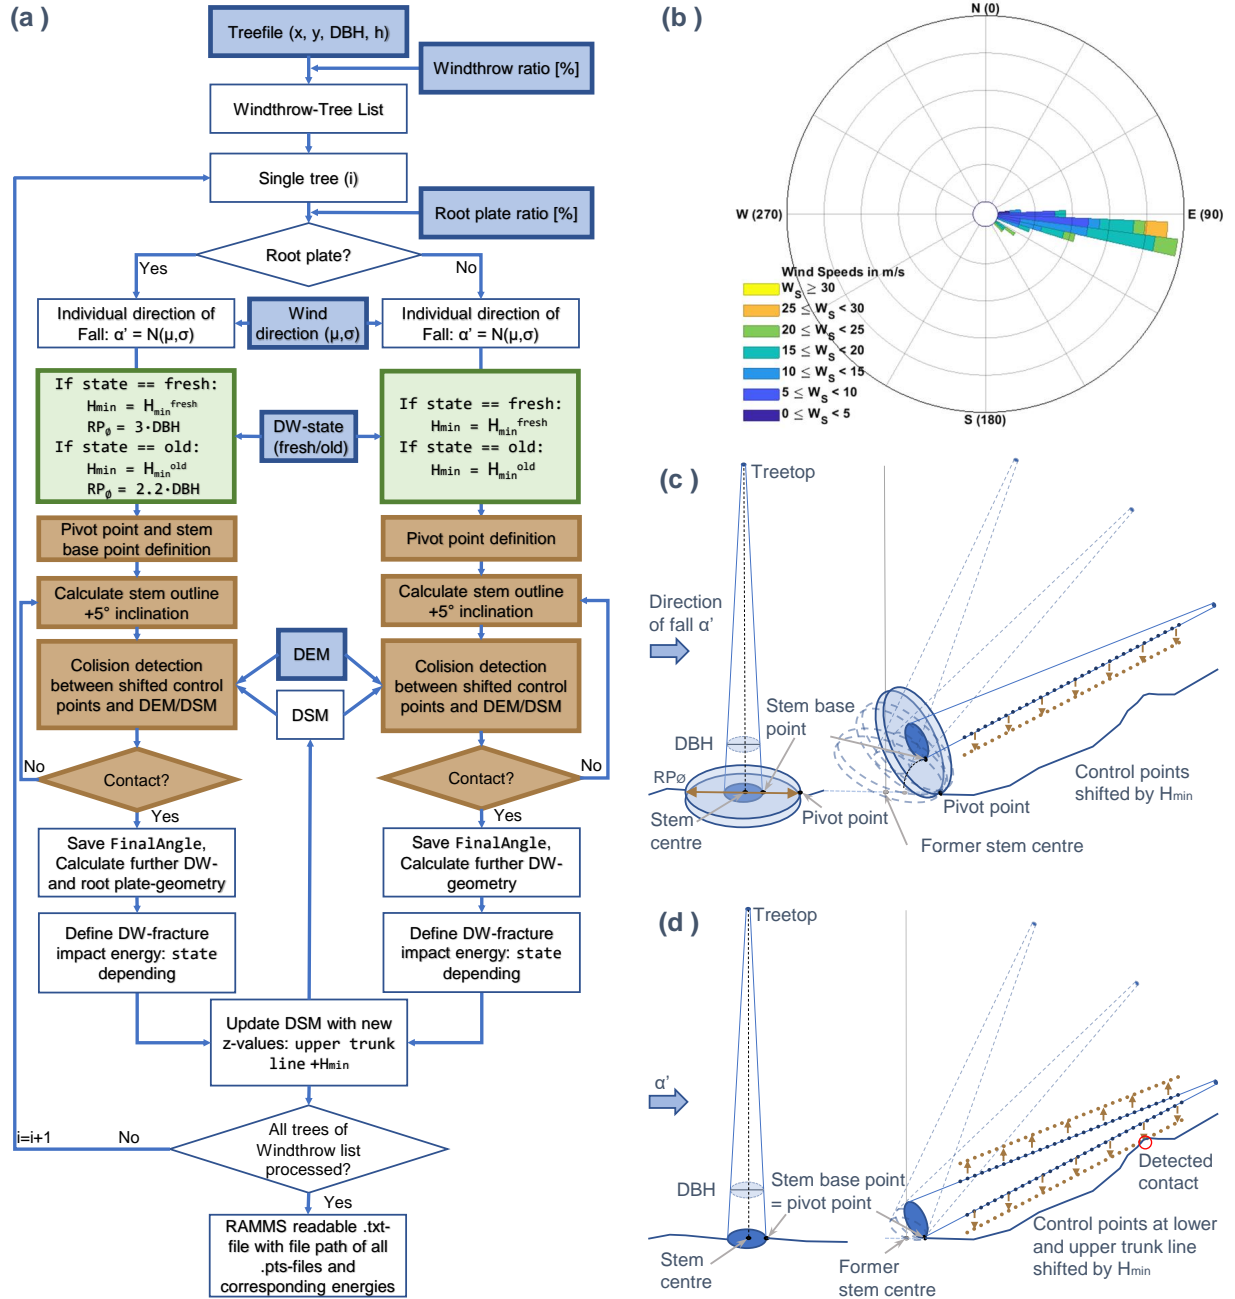 (a )
Treefile (x, y, DBH, h)
Windthrow ratio [%]
Windthrow-Tree List
Single tree (i)
Root plate ratio [%]
Root plate?
Yes
No
Individual direction of
Fall: α' = N(μ,σ)
Wind
direction (μ,σ)
Individual direction of
Fall: α' = N(μ,σ)
If state == fresh:
Hmin = Hmin^fresh
RPø = 3·DBH
If state == old:
Hmin = Hmin^old
RPø = 2.2·DBH
DW-state
(fresh/old)
If state == fresh:
Hmin = Hmin^fresh
If state == old:
Hmin = Hmin^old
Pivot point and stem
base point definition
Pivot point definition
Calculate stem outline
+5° inclination
Calculate stem outline
+5° inclination
DEM
DSM
Colision detection
between shifted control
points and DEM/DSM
Colision detection
between shifted control
points and DEM/DSM
No
Contact?
Contact?
No
Yes
Yes
Save FinalAngle,
Calculate further DW-
and root plate-geometry
Save FinalAngle,
Calculate further DW-
geometry
Define DW-fracture
impact energy: state
depending
Define DW-fracture
impact energy: state
depending
Update DSM with new
z-values: upper trunk
line +Hmin
i=i+1
No
All trees of
Windthrow list
processed?
Yes
RAMMS readable .txt-
file with file path of all
.pts-files and
corresponding energies
(b )
N (0)
W (270)
E (90)
S (180)
Wind Speeds in m/s
WS ≥ 30
25 ≤ WS < 30
20 ≤ WS < 25
15 ≤ WS < 20
10 ≤ WS < 15
5 ≤ WS < 10
0 ≤ WS < 5
(c )
Treetop
Direction
of fall α'
Stem base
point
DBH
RPø
Stem
centre
Pivot point
Pivot point
Former stem centre
Control points
shifted by Hmin
(d )
Treetop
α'
DBH
Stem base point
= pivot point
Stem
centre
Former
stem centre
Detected
contact
Control points at lower
and upper trunk line
shifted by Hmin